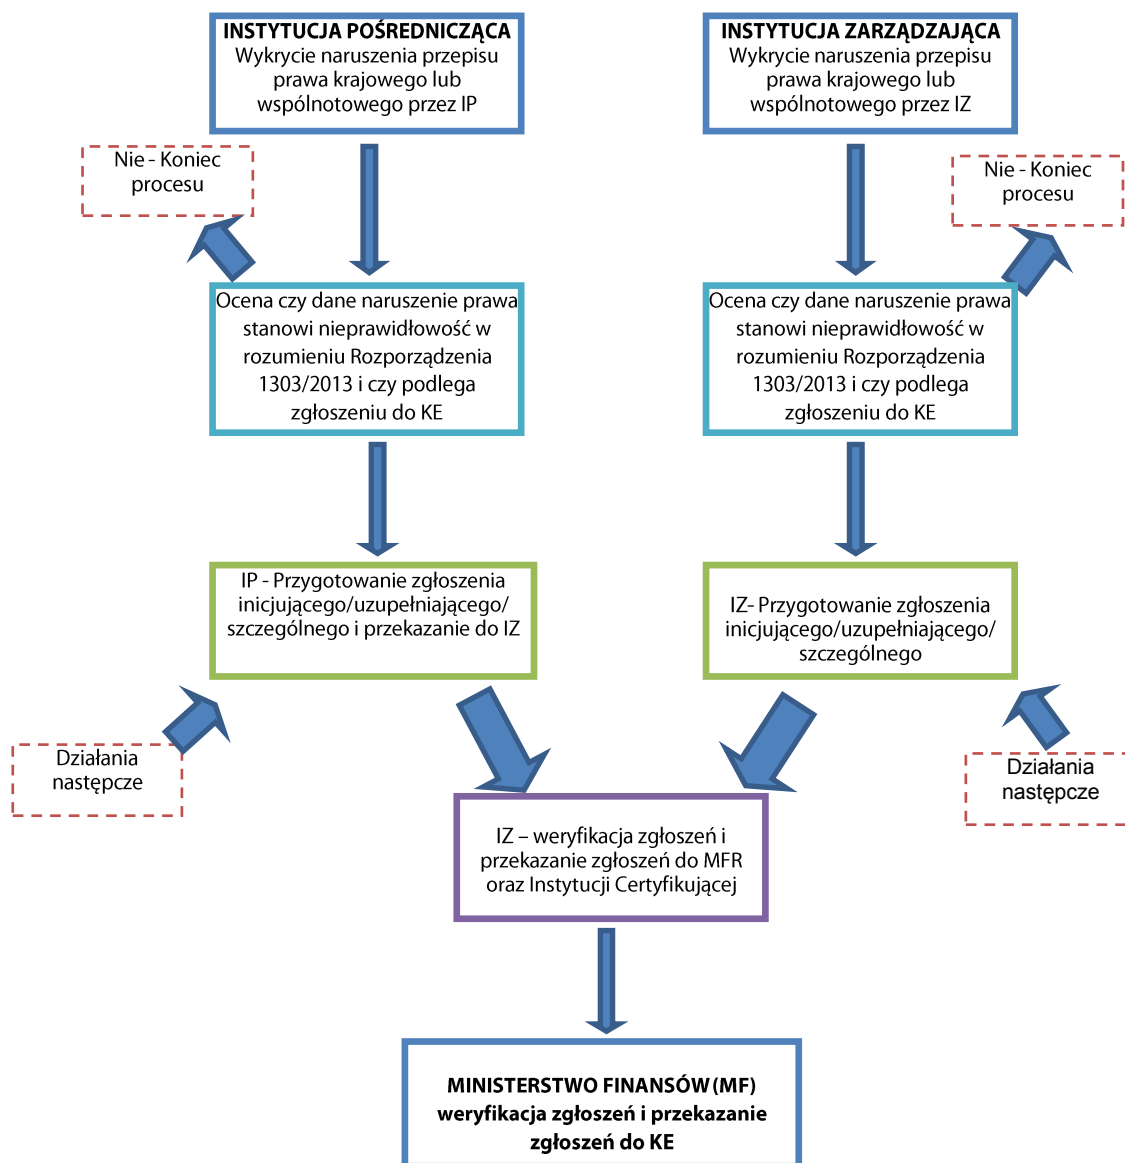 INSTYTUCJA POŚREDNICZĄCA
Wykrycie naruszenia przepisu
prawa krajowego lub
wspólnotowego przez IP
INSTYTUCJA ZARZĄDZAJĄCA
Wykrycie naruszenia przepisu
prawa krajowego lub
wspólnotowego przez IZ
Nie - Koniec
procesu
Nie - Koniec
procesu
Ocena czy dane naruszenie prawa
stanowi nieprawidłowość w
rozumieniu Rozporządzenia
1303/2013 i czy podlega
zgłoszeniu do KE
Ocena czy dane naruszenie prawa
stanowi nieprawidłowość w
rozumieniu Rozporządzenia
1303/2013 i czy podlega
zgłoszeniu do KE
IP - Przygotowanie zgłoszenia
inicjującego/uzupełniającego/
szczególnego i przekazanie do IZ
IZ- Przygotowanie zgłoszenia
inicjującego/uzupełniającego/
szczególnego
Działania
następcze
Działania
następcze
IZ – weryfikacja zgłoszeń i
przekazanie zgłoszeń do MFR
oraz Instytucji Certyfikującej
MINISTERSTWO FINANSÓW (MF)
weryfikacja zgłoszeń i przekazanie
zgłoszeń do KE